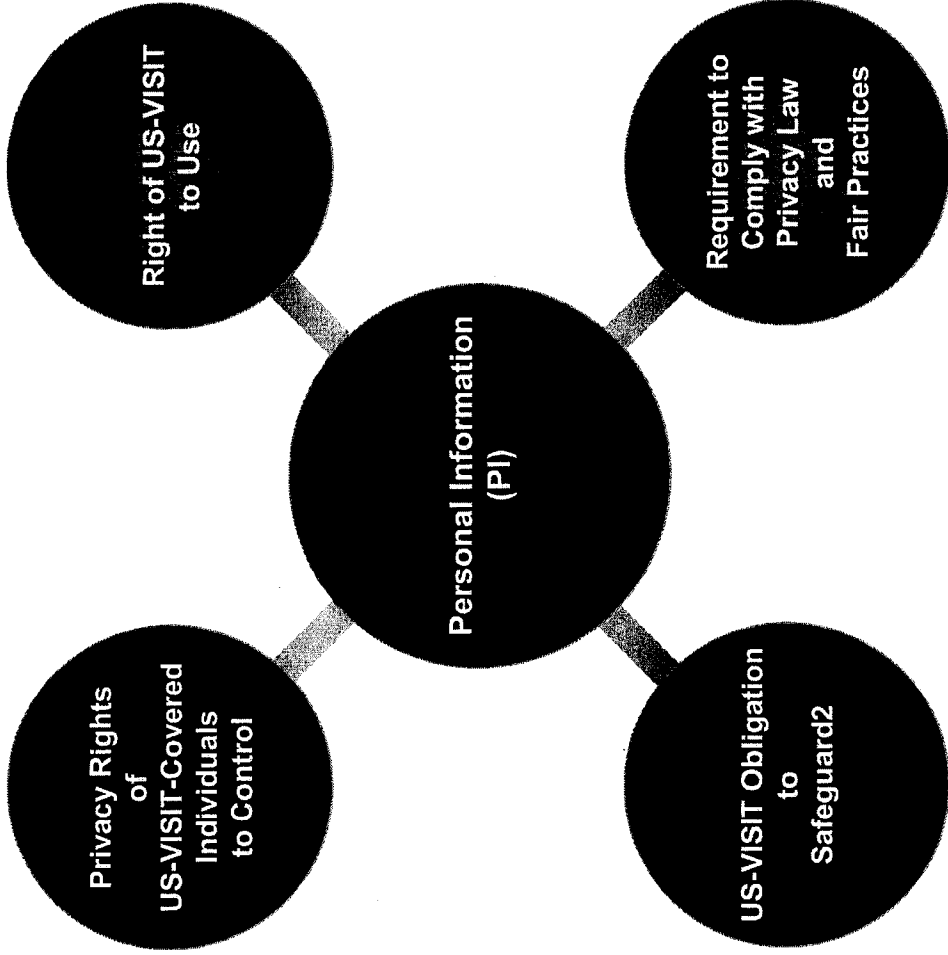 Privacy Rights
of
US-VISIT-Covered
Individuals
to Control
Right of US-VISIT
to Use
Personal Information
(PI)
US-VISIT Obligation
to
Safeguard2
Requirement to
Comply with
Privacy Law
and
Fair Practices